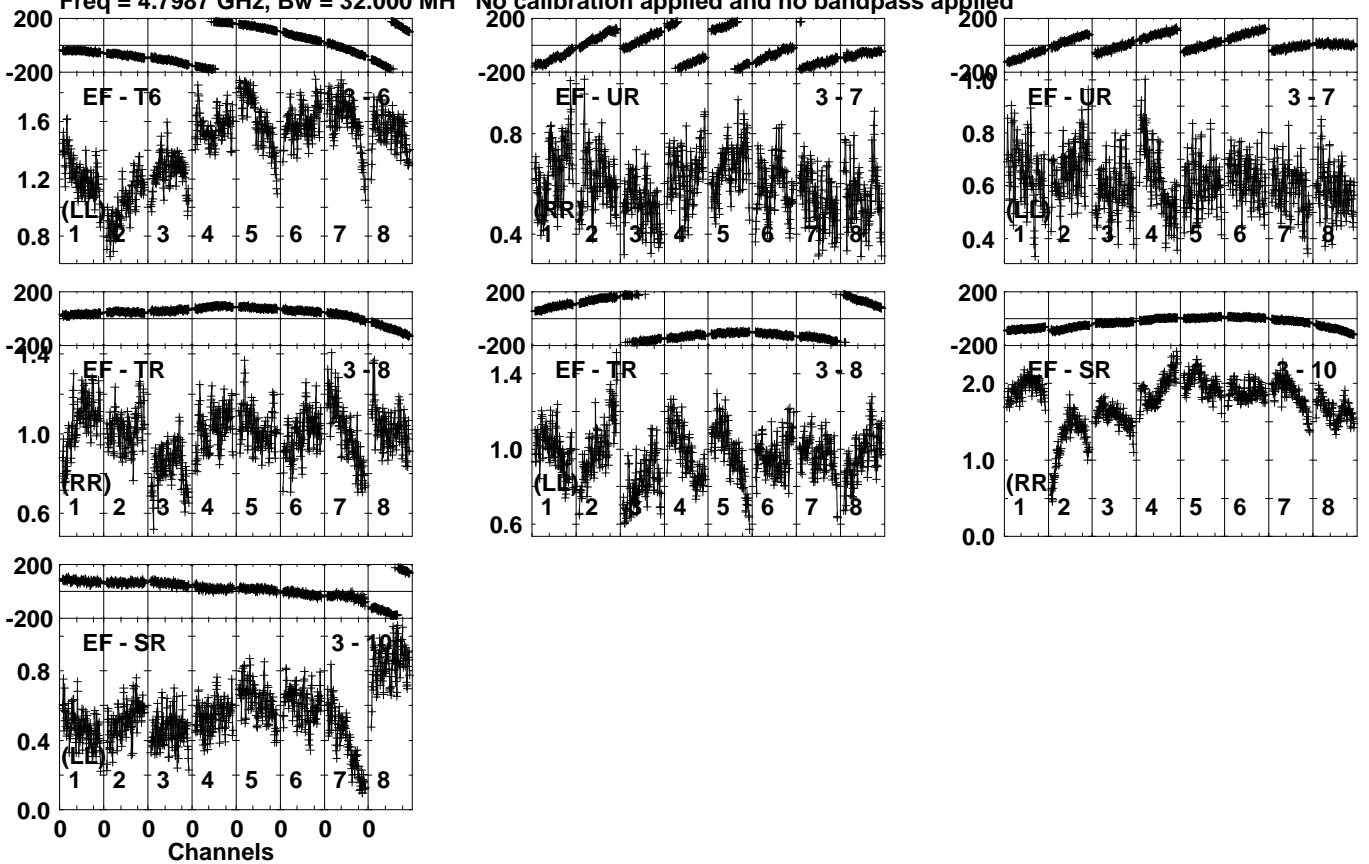 Freq = 4.7987 GHz, Bw = 32.000 MH No calibration applied and no bandpass applied
200
-200
EF - T6 3 - 6
1.6
1.2
0.8
(LL)
1 2 3 4 5 6 7 8
EF - UR 3 - 7
0.8
0.4
(RR)
1 2 3 4 5 6 7 8
200
-200
1.0
EF - UR 3 - 7
0.8
0.6
0.4
(LL)
1 2 3 4 5 6 7 8
200
-200
1.4
EF - TR 3 - 8
1.0
0.6
(RR)
1 2 3 4 5 6 7 8
EF - TR 3 - 8
1.4
1.0
0.6
(LL)
1 2 3 4 5 6 7 8
200
-200
EF - SR 3 - 10
2.0
1.0
0.0
(RR)
1 2 3 4 5 6 7 8
200
-200
EF - SR 3 - 10
0.8
0.4
0.0
(LL)
1 2 3 4 5 6 7 8
0 0 0 0 0 0 0 0
Channels